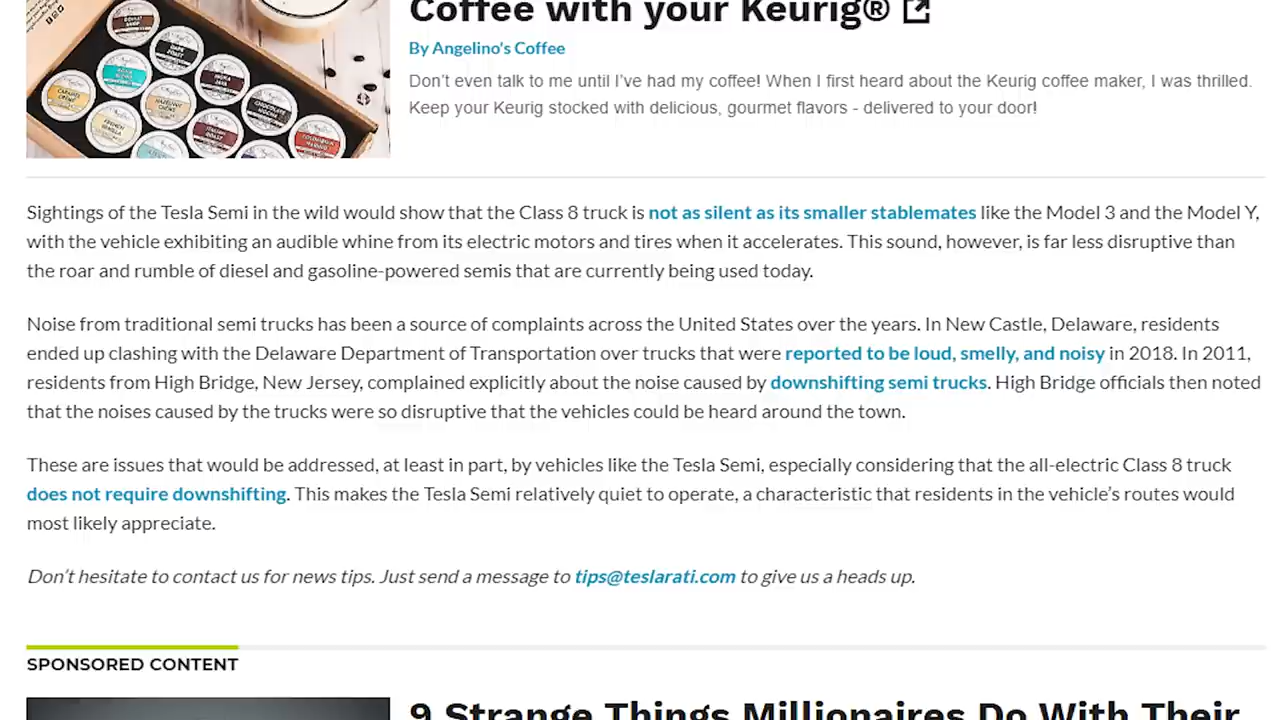 Coffee with your Keurig®
By Angelino's Coffee
Don't even talk to me until I've had my coffee! When I first heard about the Keurig coffee maker, I was thrilled.
Keep your Keurig stocked with delicious, gourmet flavors - delivered to your door!
DONUT SHOP
DARK ROAST
CARAMEL CREME
HAZELNUT CREME
CHOCOLATE MOCHA
FRENCH VANILLA
ITALIAN ROAST
Sightings of the Tesla Semi in the wild would show that the Class 8 truck is not as silent as its smaller stablemates like the Model 3 and the Model Y,
with the vehicle exhibiting an audible whine from its electric motors and tires when it accelerates. This sound, however, is far less disruptive than
the roar and rumble of diesel and gasoline-powered semis that are currently being used today.
Noise from traditional semi trucks has been a source of complaints across the United States over the years. In New Castle, Delaware, residents
ended up clashing with the Delaware Department of Transportation over trucks that were reported to be loud, smelly, and noisy in 2018. In 2011,
residents from High Bridge, New Jersey, complained explicitly about the noise caused by downshifting semi trucks. High Bridge officials then noted
that the noises caused by the trucks were so disruptive that the vehicles could be heard around the town.
These are issues that would be addressed, at least in part, by vehicles like the Tesla Semi, especially considering that the all-electric Class 8 truck
does not require downshifting. This makes the Tesla Semi relatively quiet to operate, a characteristic that residents in the vehicle's routes would
most likely appreciate.
Don't hesitate to contact us for news tips. Just send a message to tips@teslarati.com to give us a heads up.
SPONSORED CONTENT
9 Strange Things Millionaires Do With Their